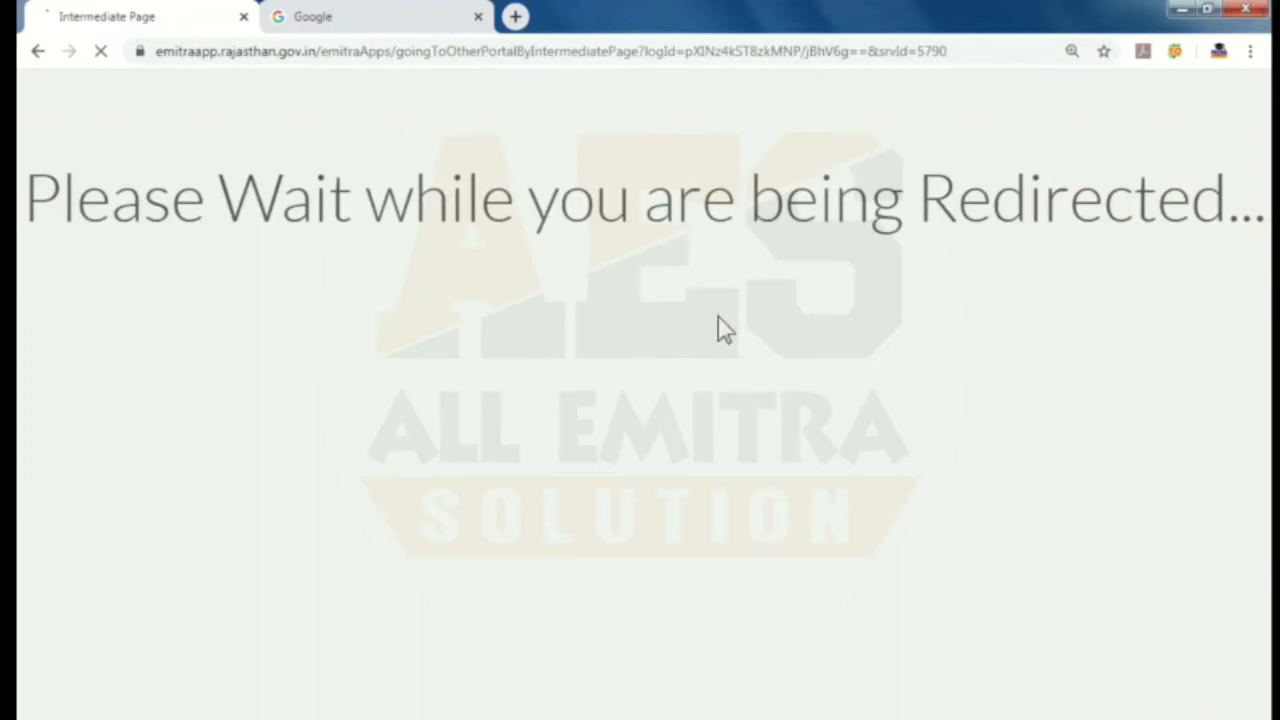 Intermediate Page
Google
emitraapp.rajasthan.gov.in/emitraApps/goingToOtherPortalByIntermediatePage?logId=pXINz4kST8zkMNP/jBhV6g==&srvId=5790
Please Wait while you are being Redirected...
AES
ALL EMITRA
SOLUTION